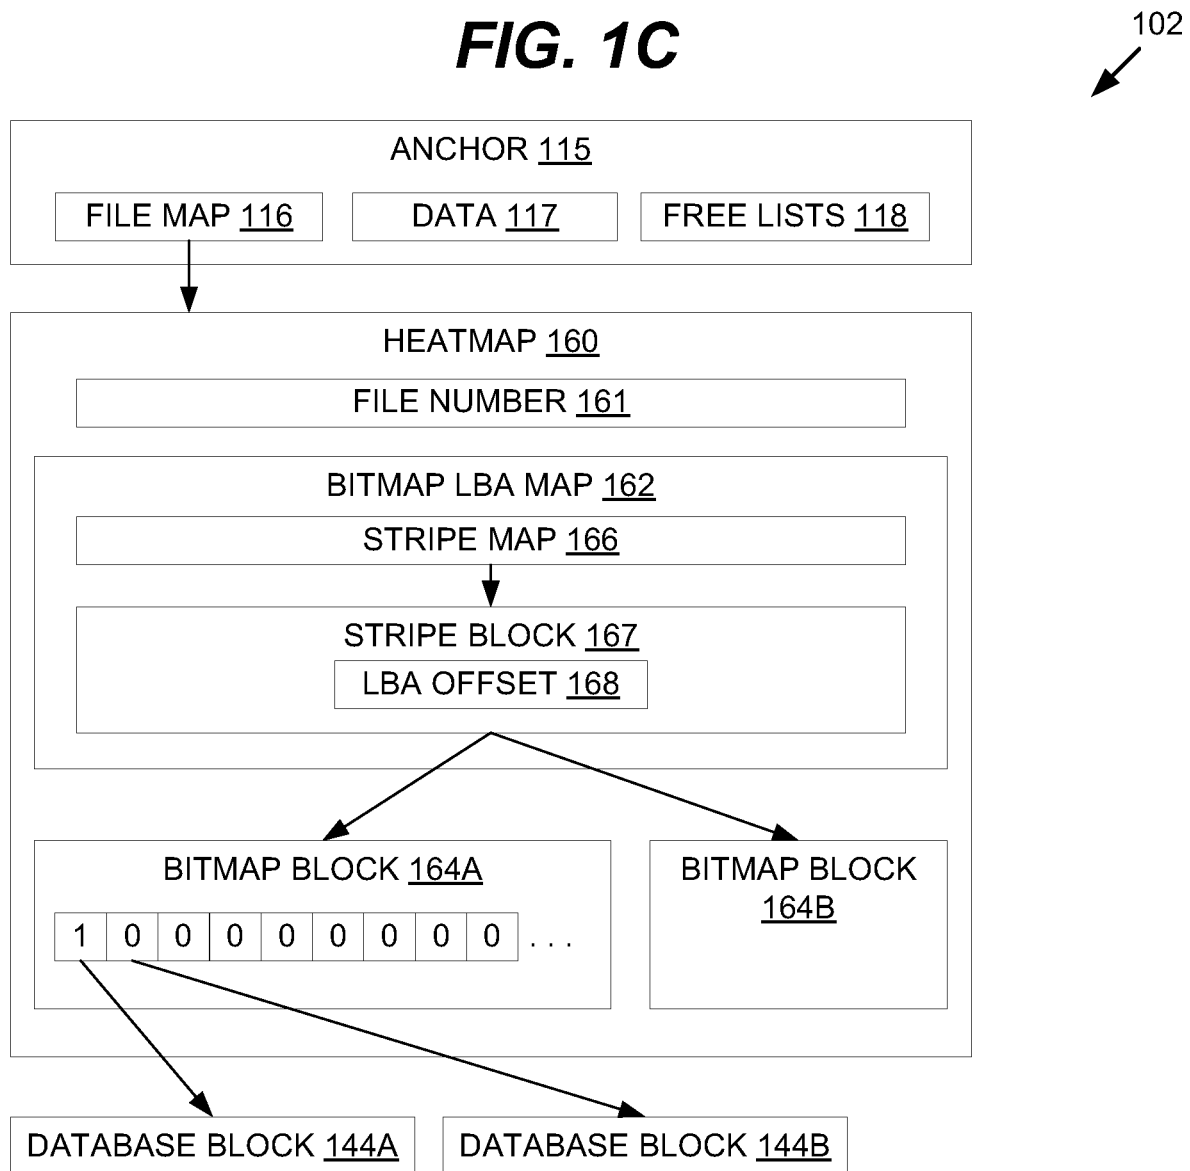 FIG. 1C
102
ANCHOR 115
FILE MAP 116
DATA 117
FREE LISTS 118
HEATMAP 160
FILE NUMBER 161
BITMAP LBA MAP 162
STRIPE MAP 166
STRIPE BLOCK 167
LBA OFFSET 168
BITMAP BLOCK 164A
1 0 0 0 0 0 0 0 0 . . .
BITMAP BLOCK
164B
DATABASE BLOCK 144A
DATABASE BLOCK 144B